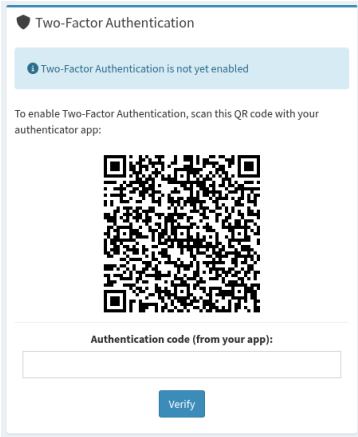 Two-Factor Authentication
Two-Factor Authentication is not yet enabled
To enable Two-Factor Authentication, scan this QR code with your
authenticator app:
Authentication code (from your app):
Verify